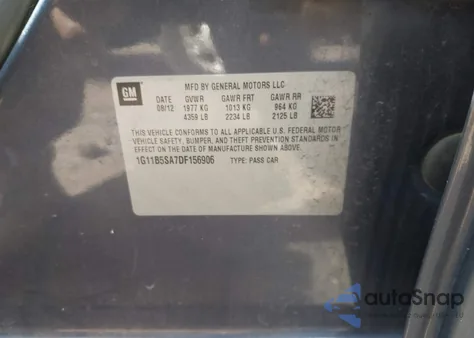 GM
MFD BY GENERAL MOTORS LLC
DATE GVWR GAWR FRT GAWR RR
08/12 1977 KG 1013 KG 964 KG
4359 LB 2234 LB 2125 LB
THIS VEHICLE CONFORMS TO ALL APPLICABLE U.S. FEDERAL MOTOR
VEHICLE SAFETY, BUMPER, AND THEFT PREVENTION STANDARDS IN
EFFECT ON THE DATE OF MANUFACTURE SHOWN ABOVE.
1G11B5SA7DF156906 TYPE: PASS CAR
autoSnap